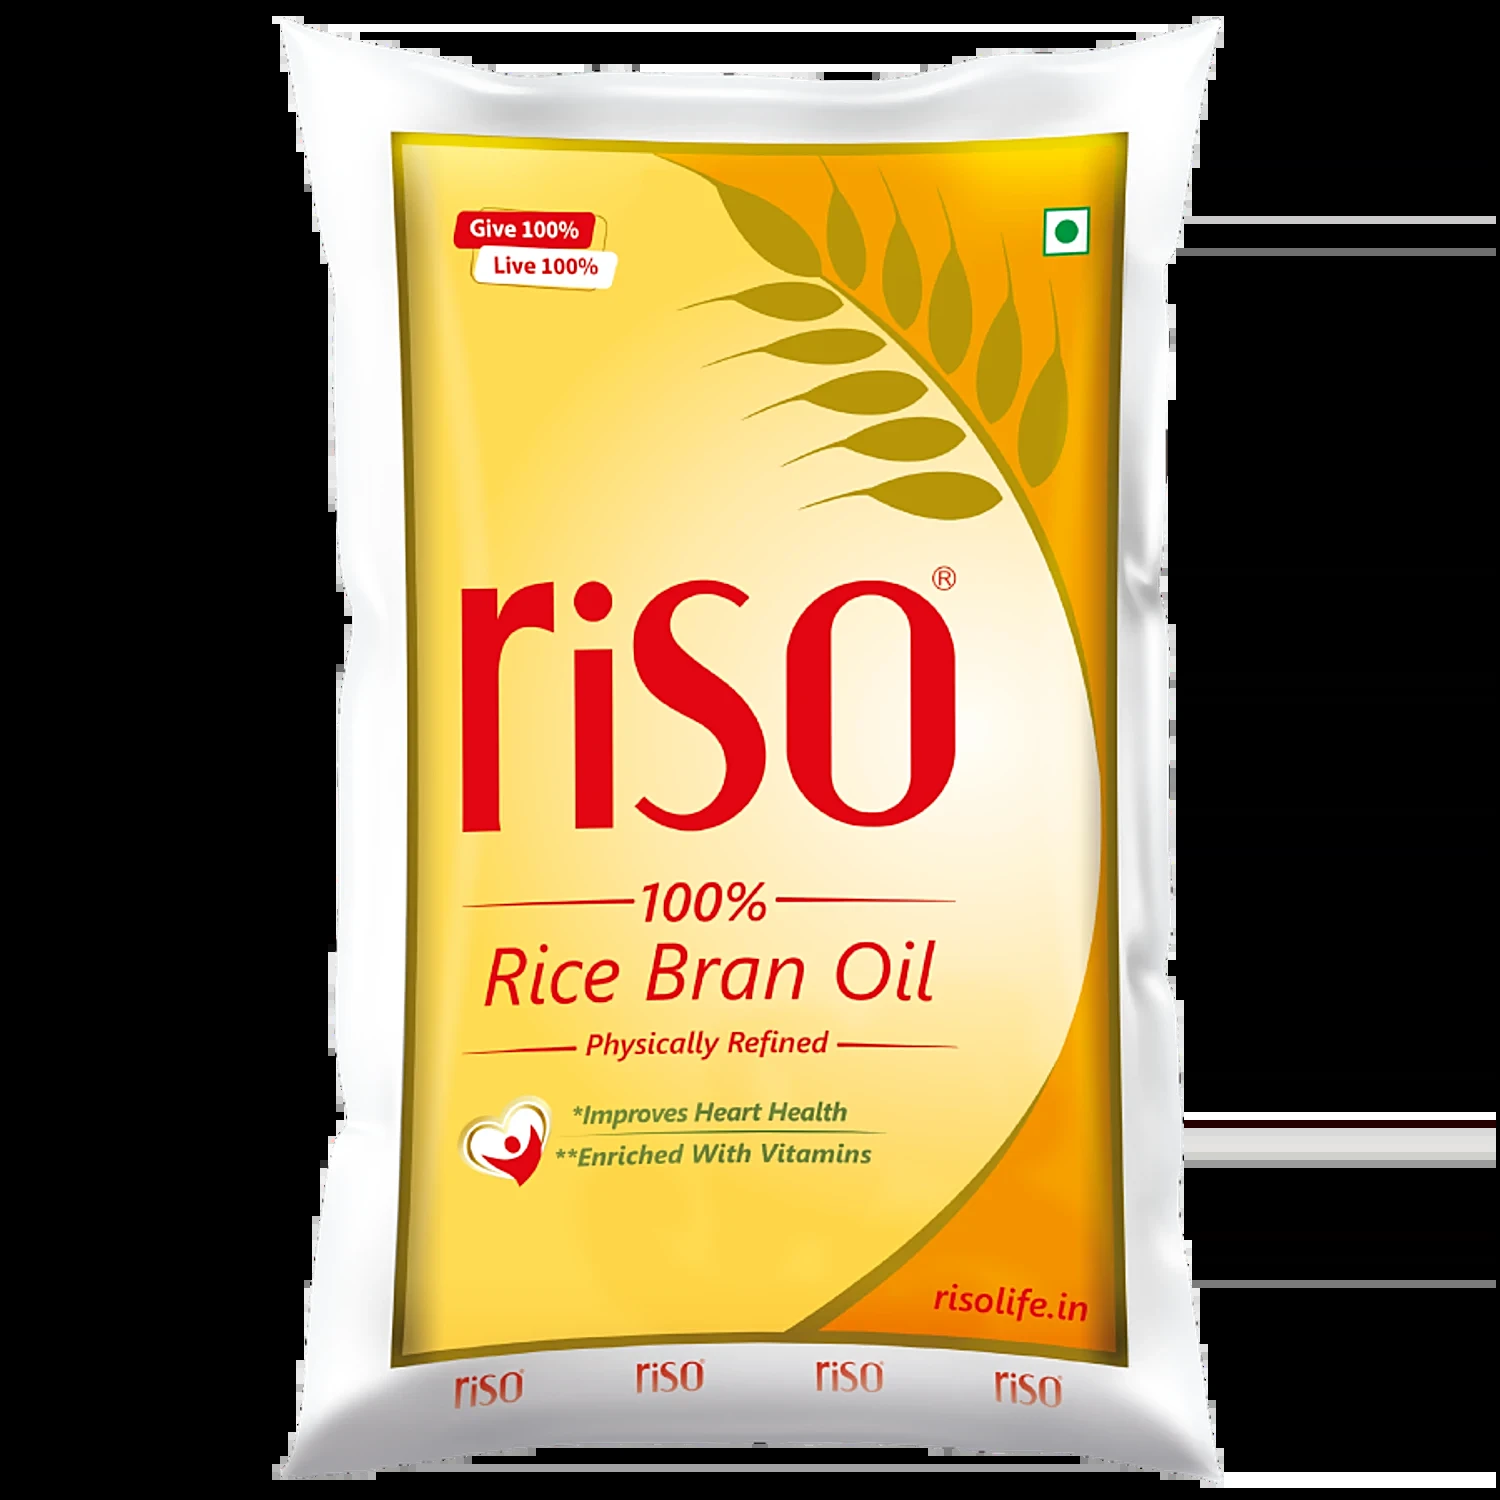 Give 100%
Live 100%
riso®
100%
Rice Bran Oil
Physically Refined
*Improves Heart Health
**Enriched With Vitamins
risolife.in
riso riso riso riso